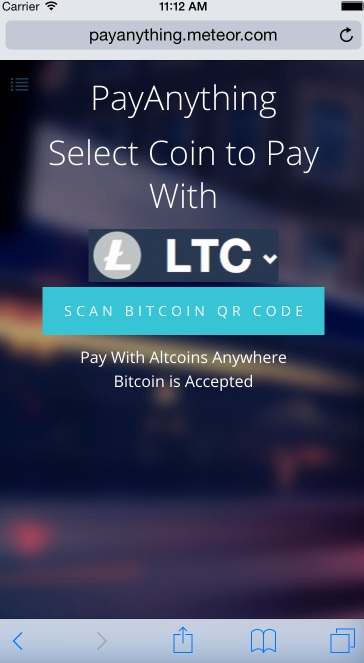 Carrier 11:12 AM
payanything.meteor.com
PayAnything
Select Coin to Pay
With
LTC
SCAN BITCOIN QR CODE
Pay With Altcoins Anywhere
Bitcoin is Accepted